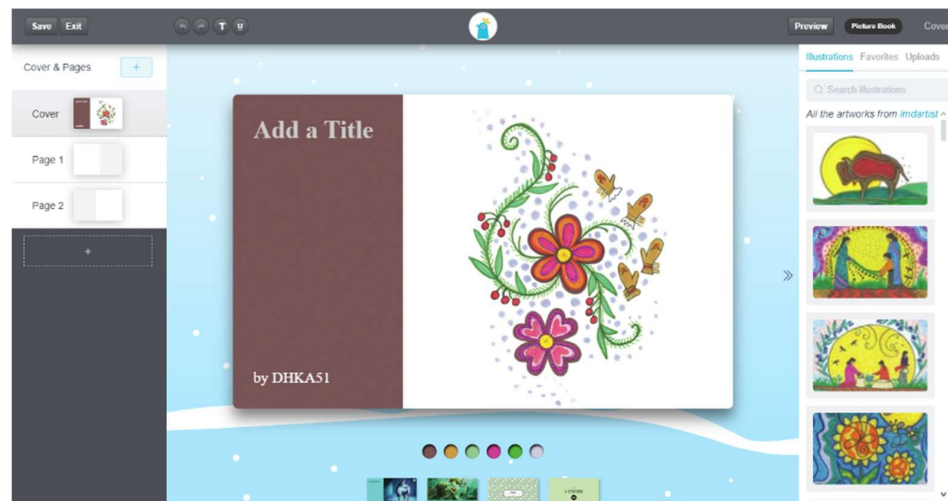 Save Exit T U Preview Picture Book Cover
Cover & Pages +
Cover
Page 1
Page 2
+
Add a Title
by DHKA51
Illustrations Favorites Uploads
Search illustrations
All the artworks from lmdartist